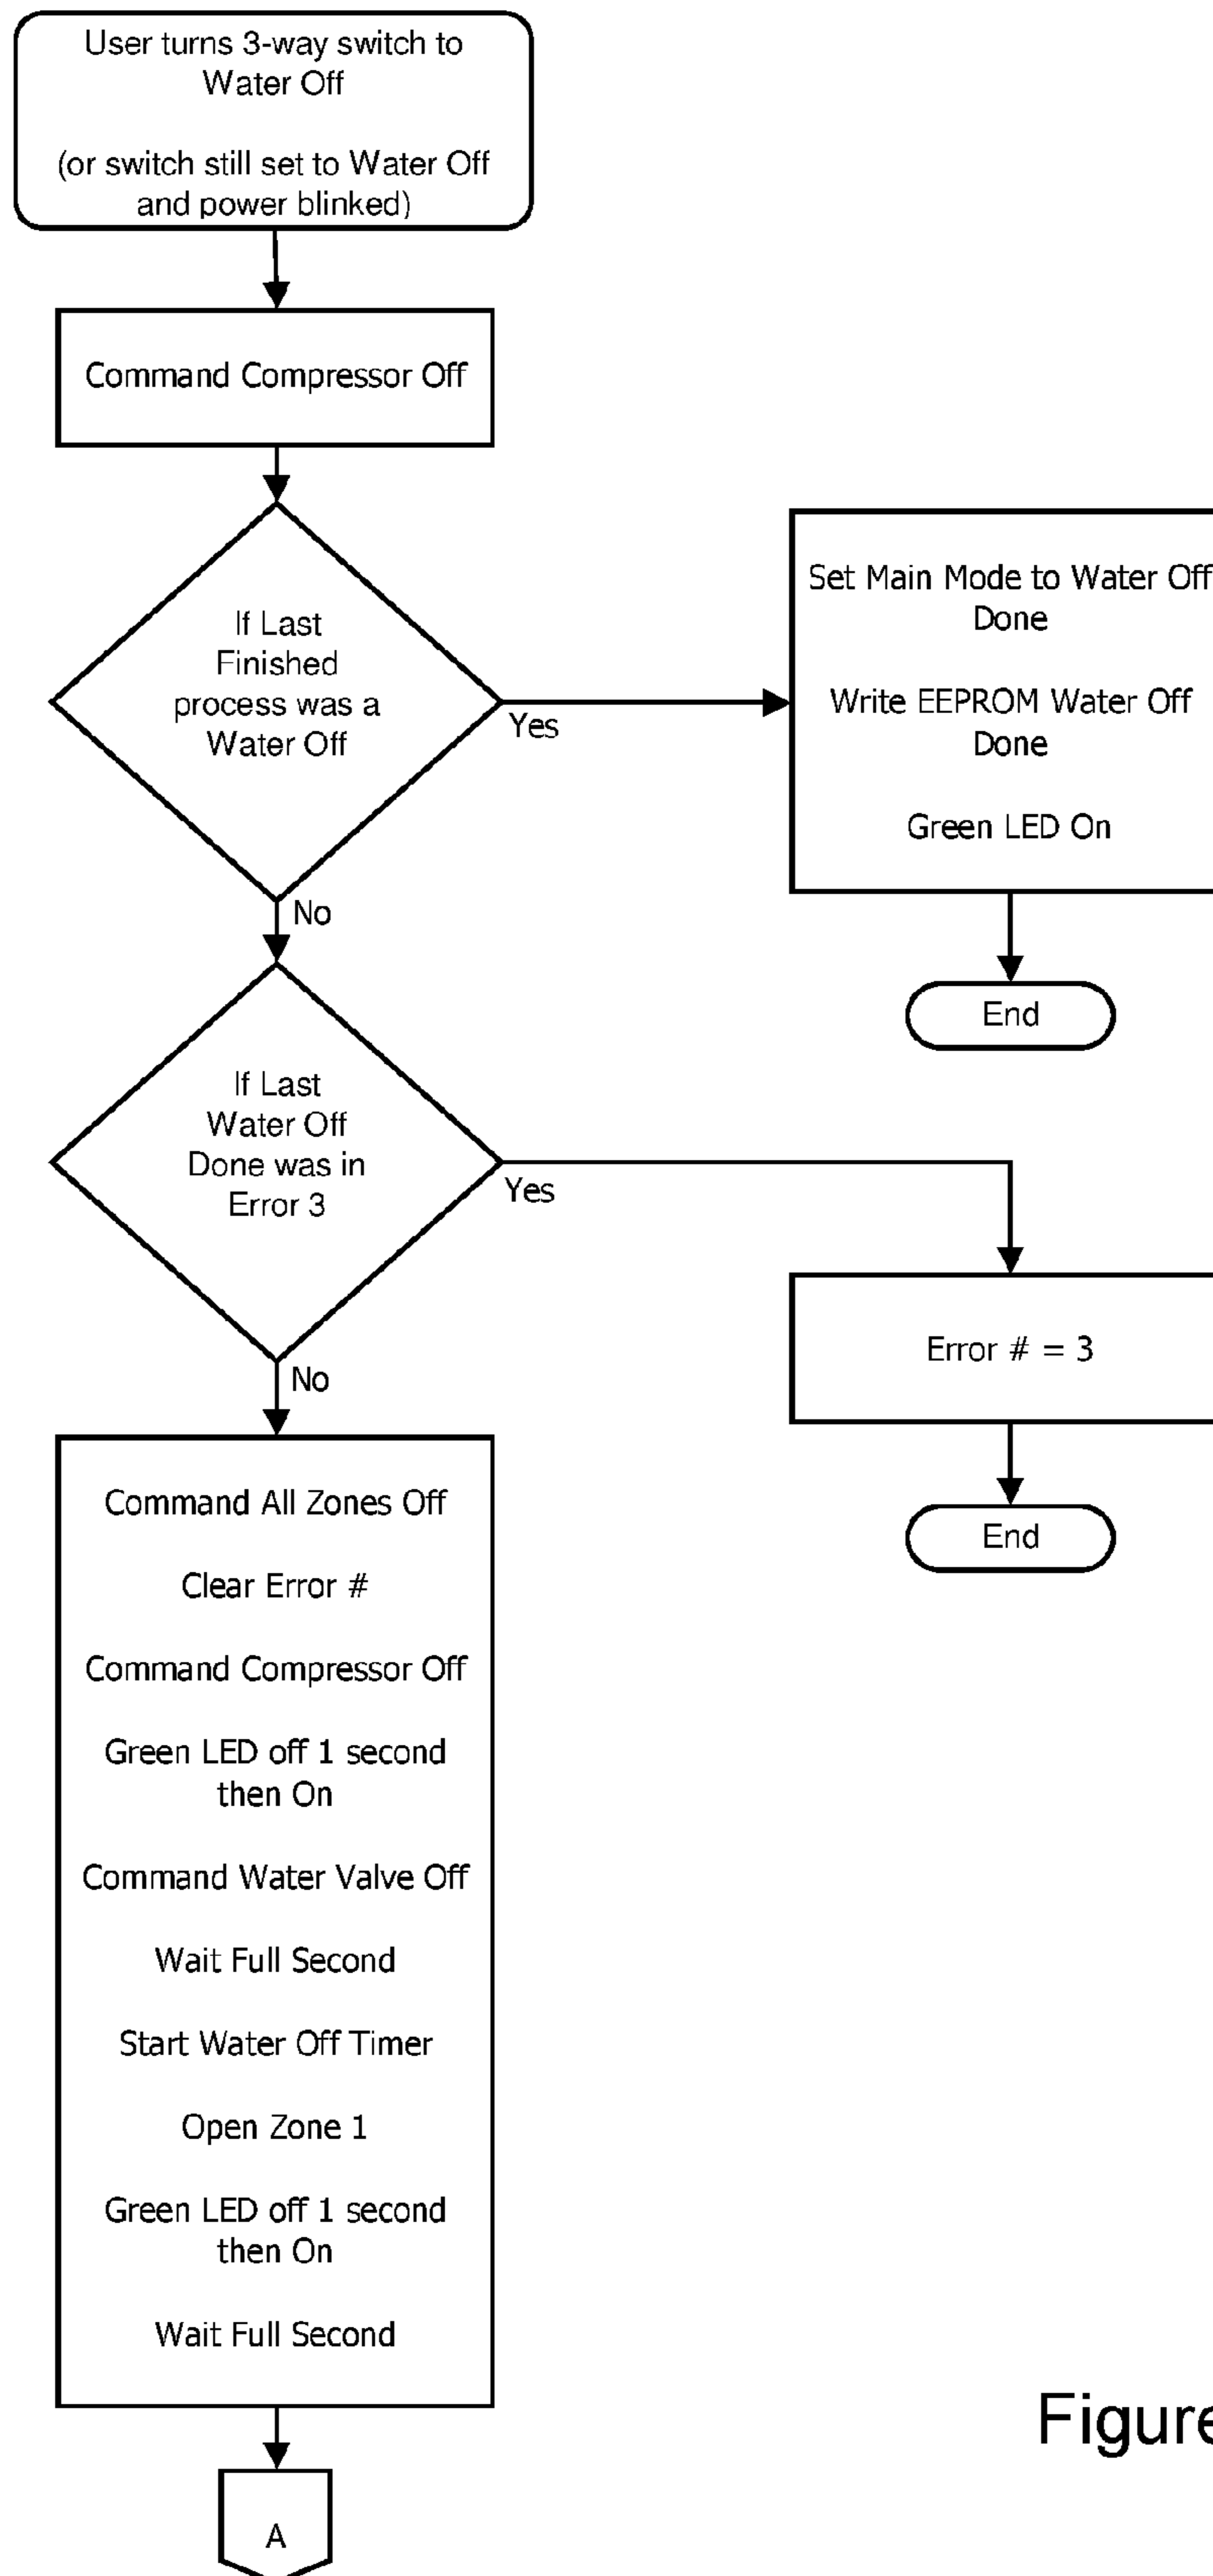 User turns 3-way switch to
Water Off
(or switch still set to Water Off
and power blinked)
Command Compressor Off
If Last
Finished
process was a
Water Off
Yes
Set Main Mode to Water Off
Done
Write EEPROM Water Off
Done
Green LED On
End
No
If Last
Water Off
Done was in
Error 3
Yes
Error # = 3
End
No
Command All Zones Off
Clear Error #
Command Compressor Off
Green LED off 1 second
then On
Command Water Valve Off
Wait Full Second
Start Water Off Timer
Open Zone 1
Green LED off 1 second
then On
Wait Full Second
Figure
A